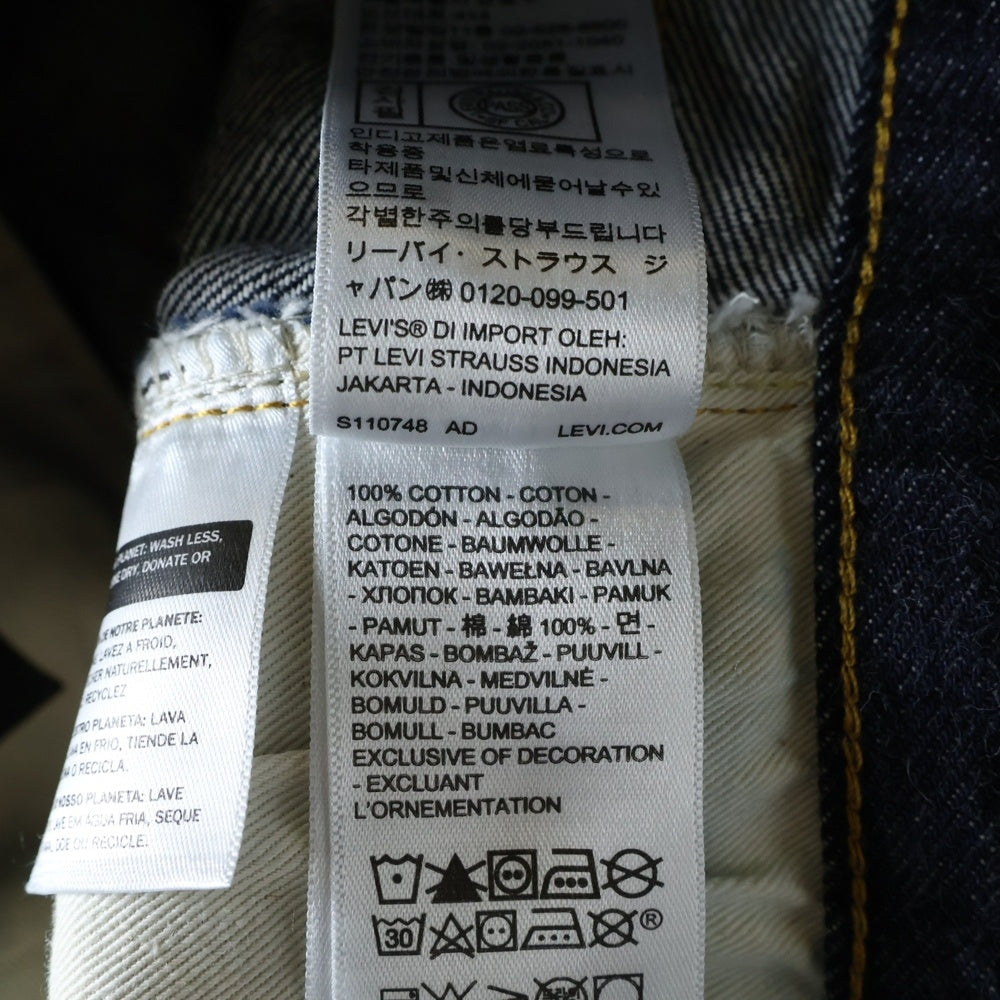 인디고제품은염료특성으로
착용중
타제품및신체에물어날수있
으므로
각별한주의를당부드립니다
リーバイ・ストラウス ジ
ャパン㈱ 0120-099-501
LEVI'S® DI IMPORT OLEH:
PT LEVI STRAUSS INDONESIA
JAKARTA - INDONESIA
S110748 AD LEVI.COM
100% COTTON - COTON -
ALGODÓN - ALGODÃO -
COTONE - BAUMWOLLE -
KATOEN - BAWEŁNA - BAVLNA
- ХЛОПОК - BAMBAKI - PAMUK
- PAMUT - 棉 - 綿 100% - 면 -
KAPAS - BOMBAŽ - PUUVILL -
KOKVILNA - MEDVILNĖ -
BOMULD - PUUVILLA -
BOMULL - BUMBAC
EXCLUSIVE OF DECORATION
- EXCLUANT
L'ORNEMENTATION
30
®
PLANET: WASH LESS,
DRY, DONATE OR
DE NOTRE PLANETE:
LAVEZ A FROID,
NATURELLEMENT,
RECYCLEZ
PLANETA: LAVA
EN FRIO, TIENDE LA
O RECICLA.
PLANETA: LAVE
EM ÁGUA FRIA, SEQUE
DOE OU RECICLE.